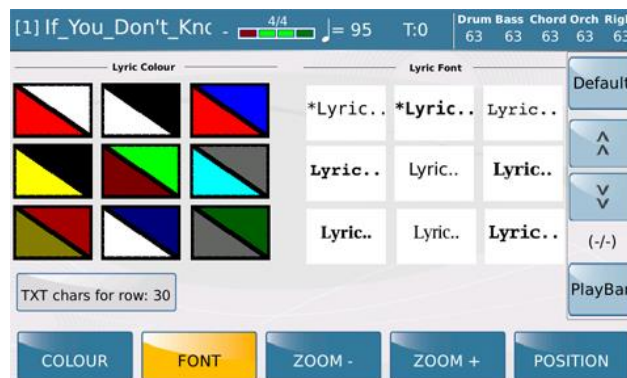 [1] If_You_Don't_Knc - 4/4 = 95 T:0
Drum Bass Chord Orch Righ
63 63 63 63 63
Lyric Colour
Lyric Font
Default
*Lyric.. *Lyric.. Lyric..
Lyric.. Lyric.. Lyric..
Lyric.. Lyric.. Lyric..
(-/-)
TXT chars for row: 30
PlayBar
COLOUR FONT ZOOM - ZOOM + POSITION